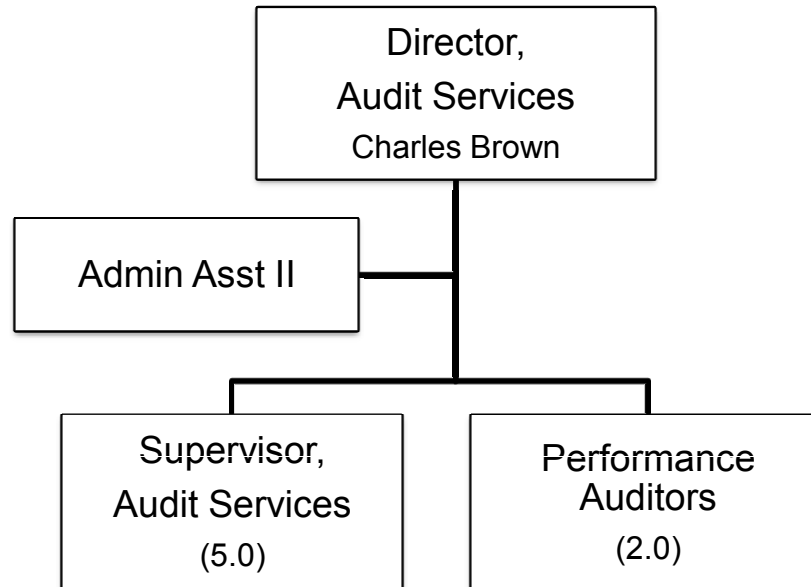 Director,
Audit Services
Charles Brown
Admin Asst II
Supervisor,
Audit Services
(5.0)
Performance
Auditors
(2.0)